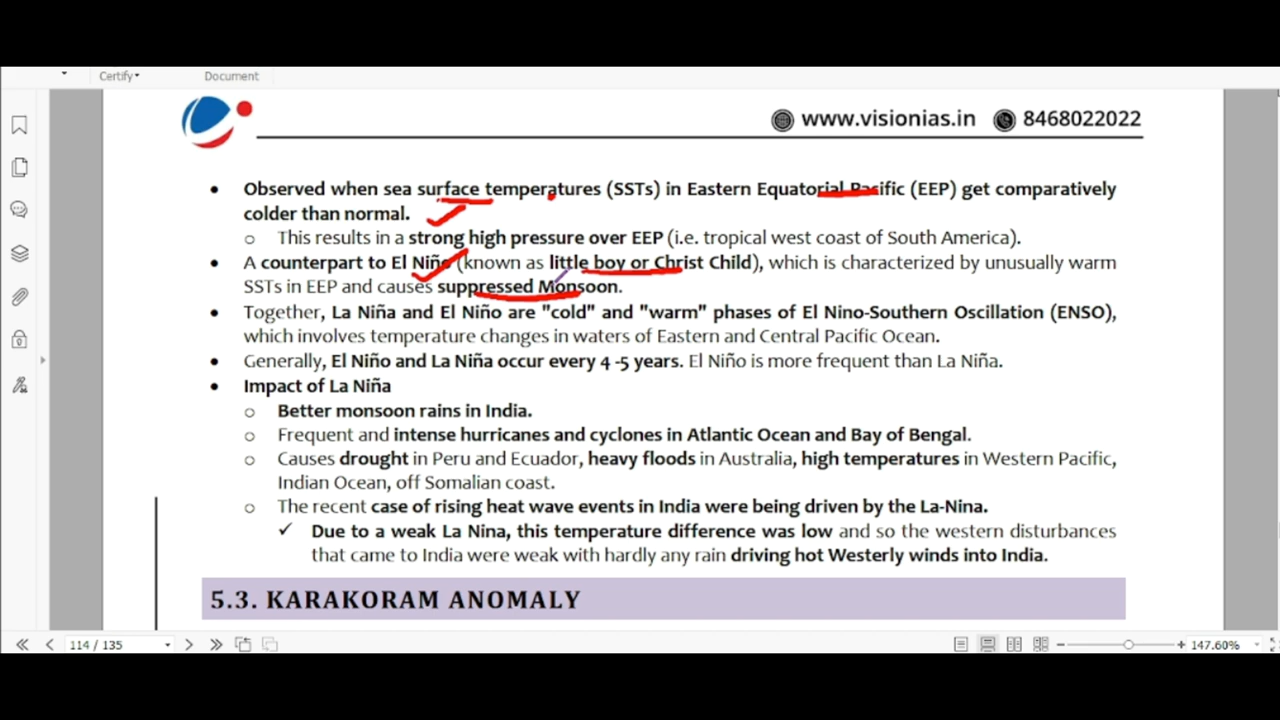 Certify
Document
www.visionias.in 8468022022
• Observed when sea surface temperatures (SSTs) in Eastern Equatorial Pacific (EEP) get comparatively
colder than normal.
o This results in a strong high pressure over EEP (i.e. tropical west coast of South America).
• A counterpart to El Niño (known as little boy or Christ Child), which is characterized by unusually warm
SSTs in EEP and causes suppressed Monsoon.
• Together, La Niña and El Niño are "cold" and "warm" phases of El Nino-Southern Oscillation (ENSO),
which involves temperature changes in waters of Eastern and Central Pacific Ocean.
• Generally, El Niño and La Niña occur every 4 -5 years. El Niño is more frequent than La Niña.
• Impact of La Niña
o Better monsoon rains in India.
o Frequent and intense hurricanes and cyclones in Atlantic Ocean and Bay of Bengal.
o Causes drought in Peru and Ecuador, heavy floods in Australia, high temperatures in Western Pacific,
Indian Ocean, off Somalian coast.
o The recent case of rising heat wave events in India were being driven by the La-Nina.
✓ Due to a weak La Nina, this temperature difference was low and so the western disturbances
that came to India were weak with hardly any rain driving hot Westerly winds into India.
5.3. KARAKORAM ANOMALY
114 / 135
147.60%